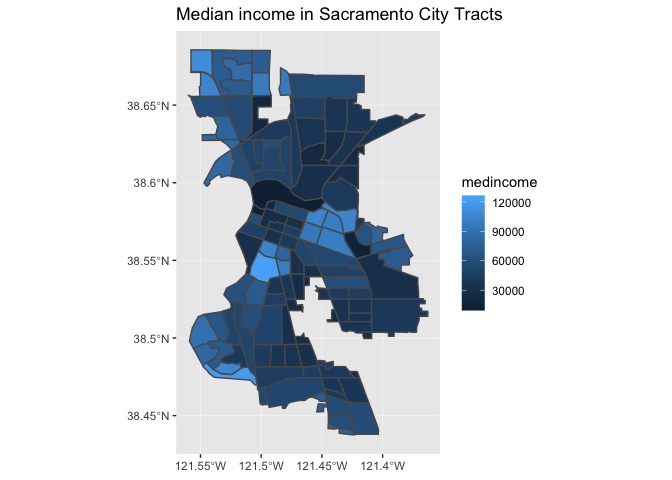 Median income in Sacramento City Tracts
38.65°N
38.6°N
38.55°N
38.5°N
38.45°N
121.55°W 121.5°W 121.45°W 121.4°W
medincome
120000
90000
60000
30000